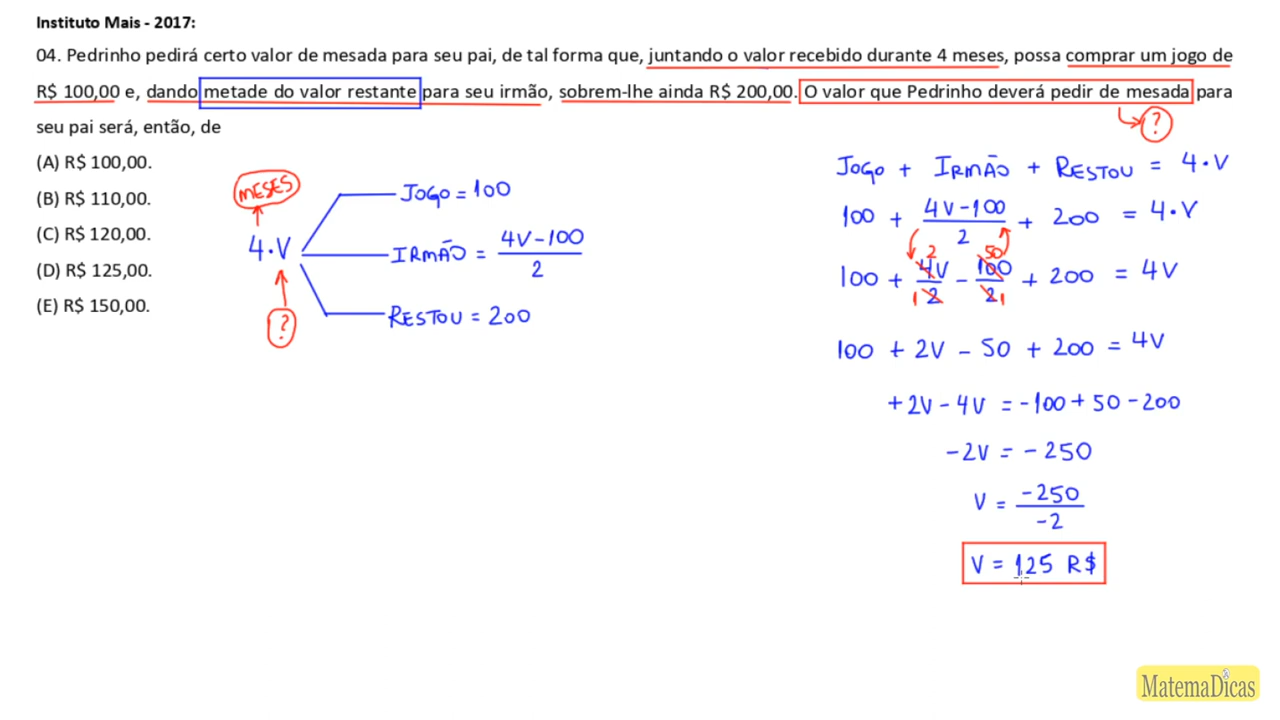 Instituto Mais - 2017:
04. Pedrinho pedirá certo valor de mesada para seu pai, de tal forma que, juntando o valor recebido durante 4 meses, possa comprar um jogo de
R$ 100,00 e, dando metade do valor restante para seu irmão, sobrem-lhe ainda R$ 200,00. O valor que Pedrinho deverá pedir de mesada para
seu pai será, então, de
?
(A) R$ 100,00.
(B) R$ 110,00.
(C) R$ 120,00.
(D) R$ 125,00.
(E) R$ 150,00.
MESES
4·V
?
JOGO = 100
IRMÃO = 4V-100
2
RESTOU = 200
JOGO + IRMÃO + RESTOU = 4·V
100 + 4V-100 + 200 = 4·V
2
2 50
100 + 4V - 100 + 200 = 4V
1 2 2 1
100 + 2V - 50 + 200 = 4V
+2V - 4V = -100 + 50 - 200
-2V = -250
V = -250
-2
V = 125 R$
MatemaDicas